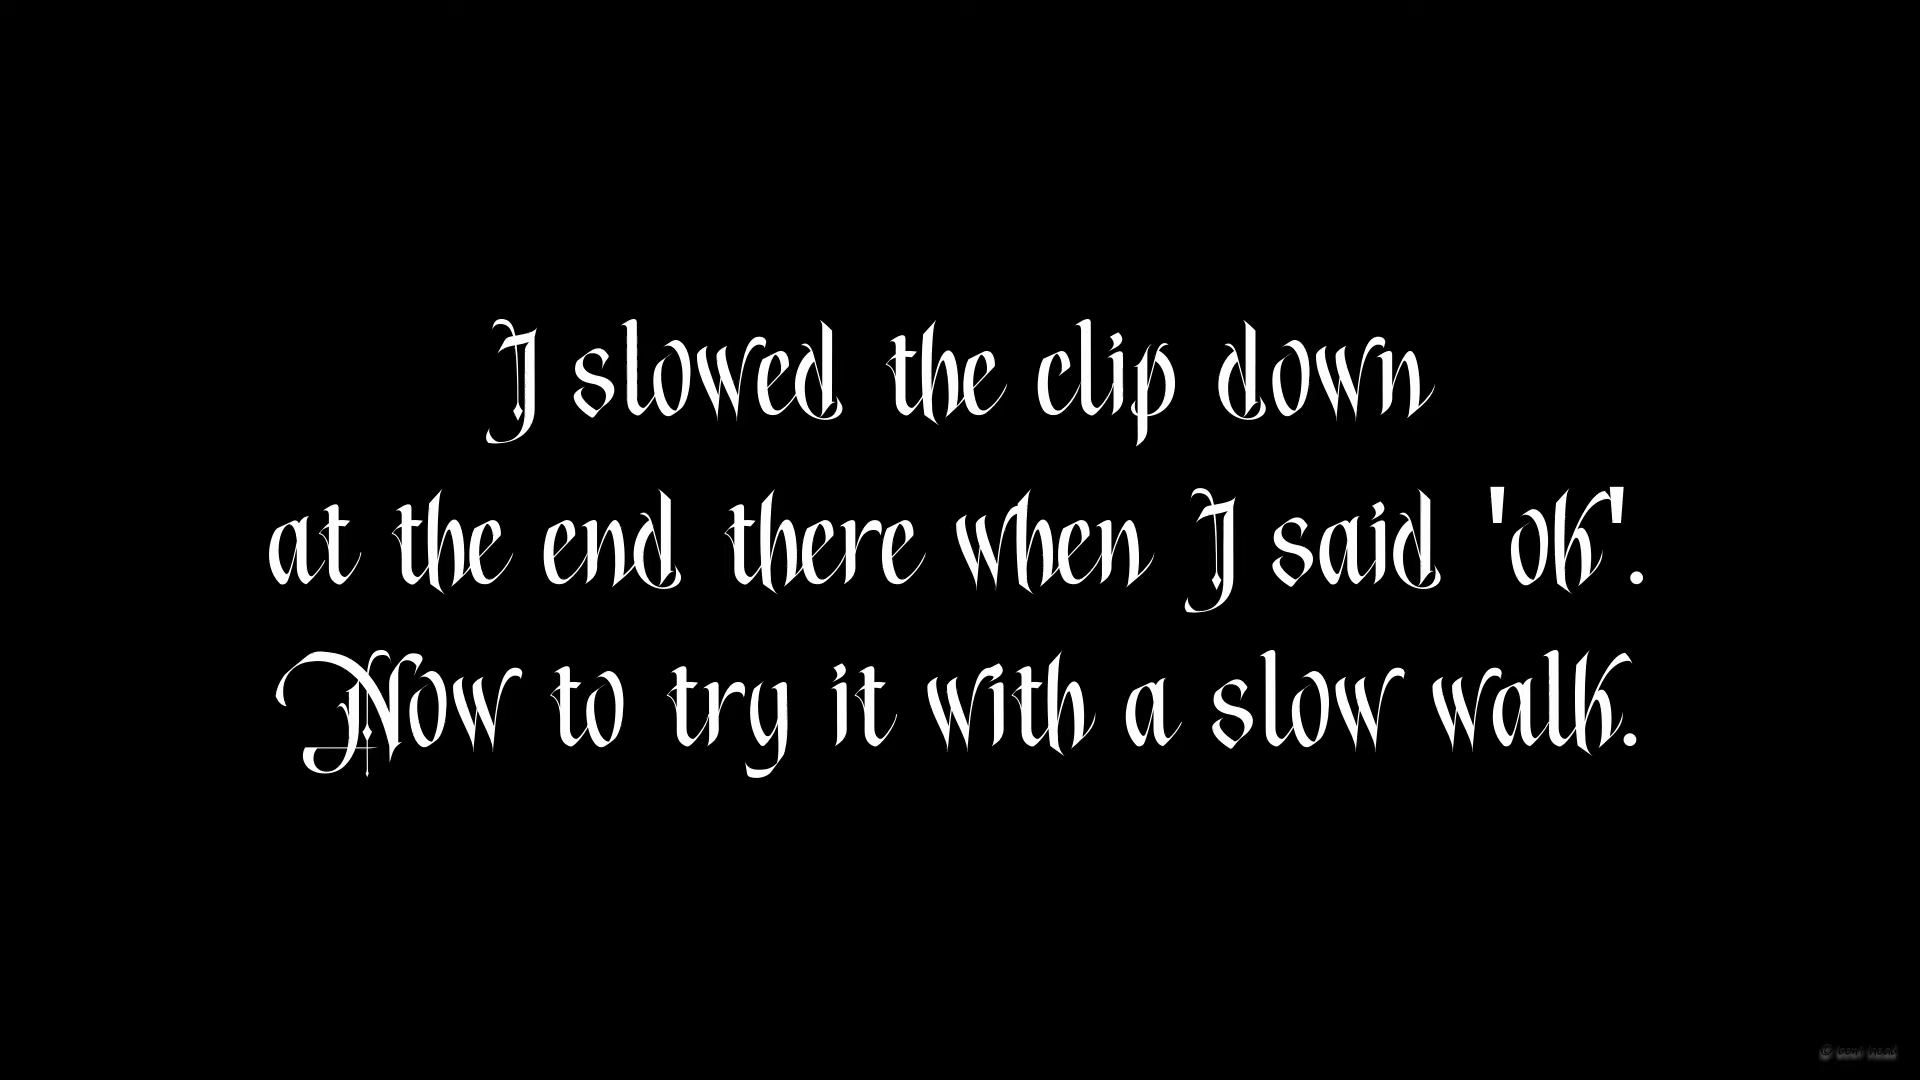 I slowed the clip down
at the end there when I said 'ok'.
Now to try it with a slow walk.